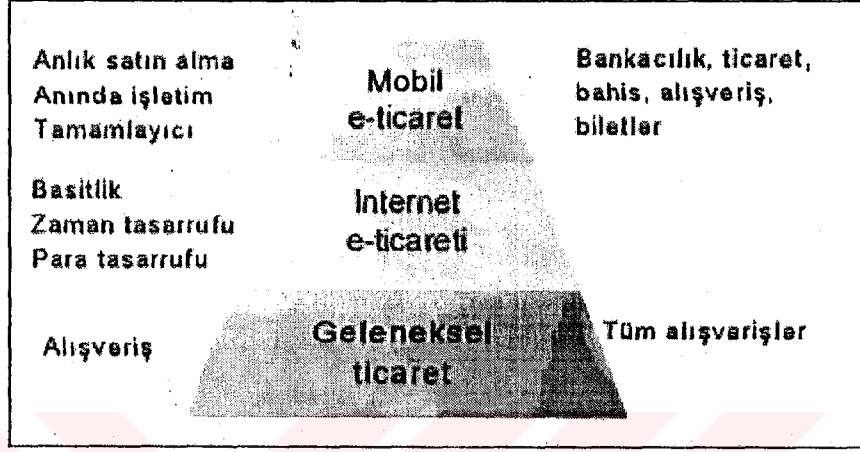 Anlık satın alma
Anında işletim
Tamamlayıcı
Mobil
e-ticaret
Bankacılık, ticaret,
bahis, alışveriş,
biletler
Basitlik
Zaman tasarrufu
Para tasarrufu
Internet
e-ticareti
Alışveriş
Geleneksel
ticaret
Tüm alışverişler